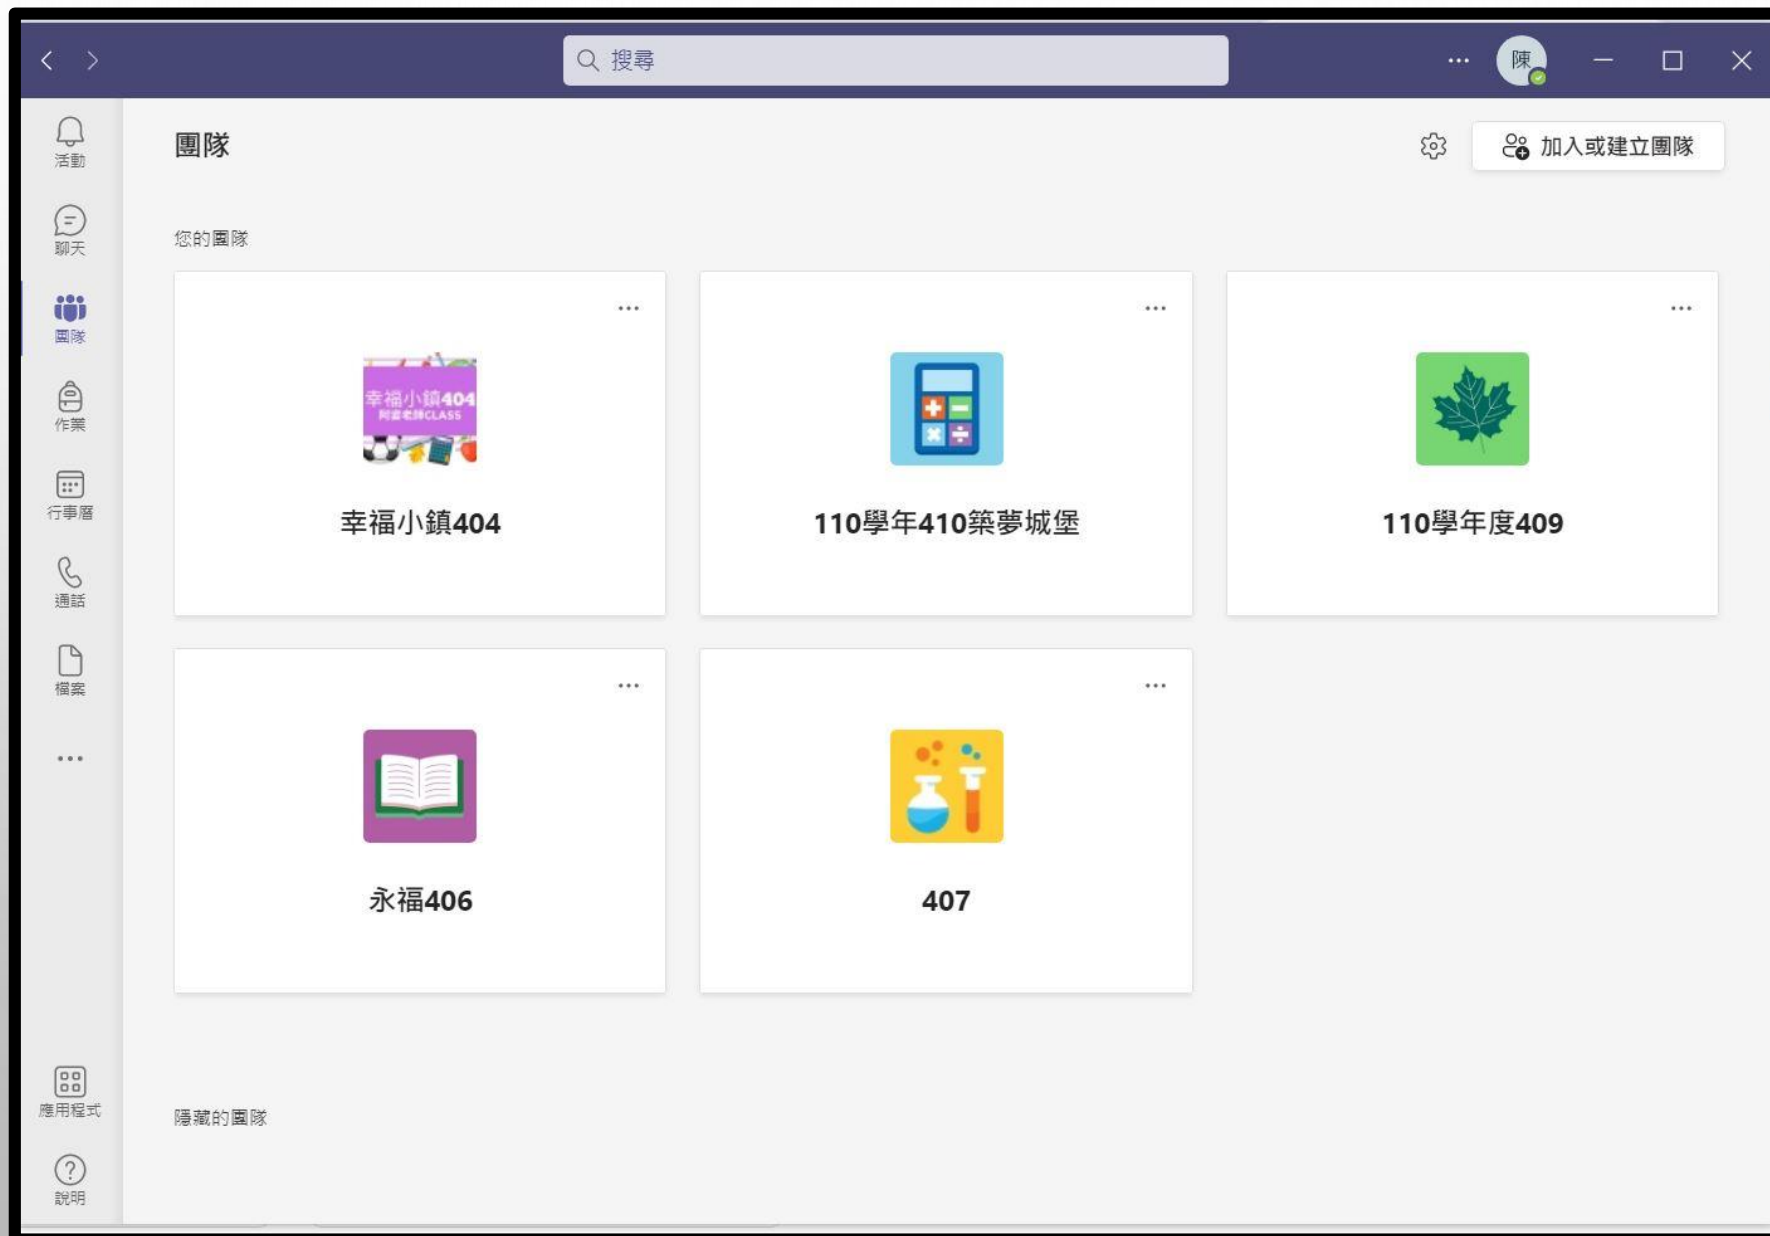 搜尋
陳
活動
聊天
團隊
作業
行事曆
通話
檔案
應用程式
說明
團隊
加入或建立團隊
您的團隊
幸福小鎮404
CLASS
幸福小鎮404
110學年410築夢城堡
110學年度409
永福406
407
隱藏的團隊